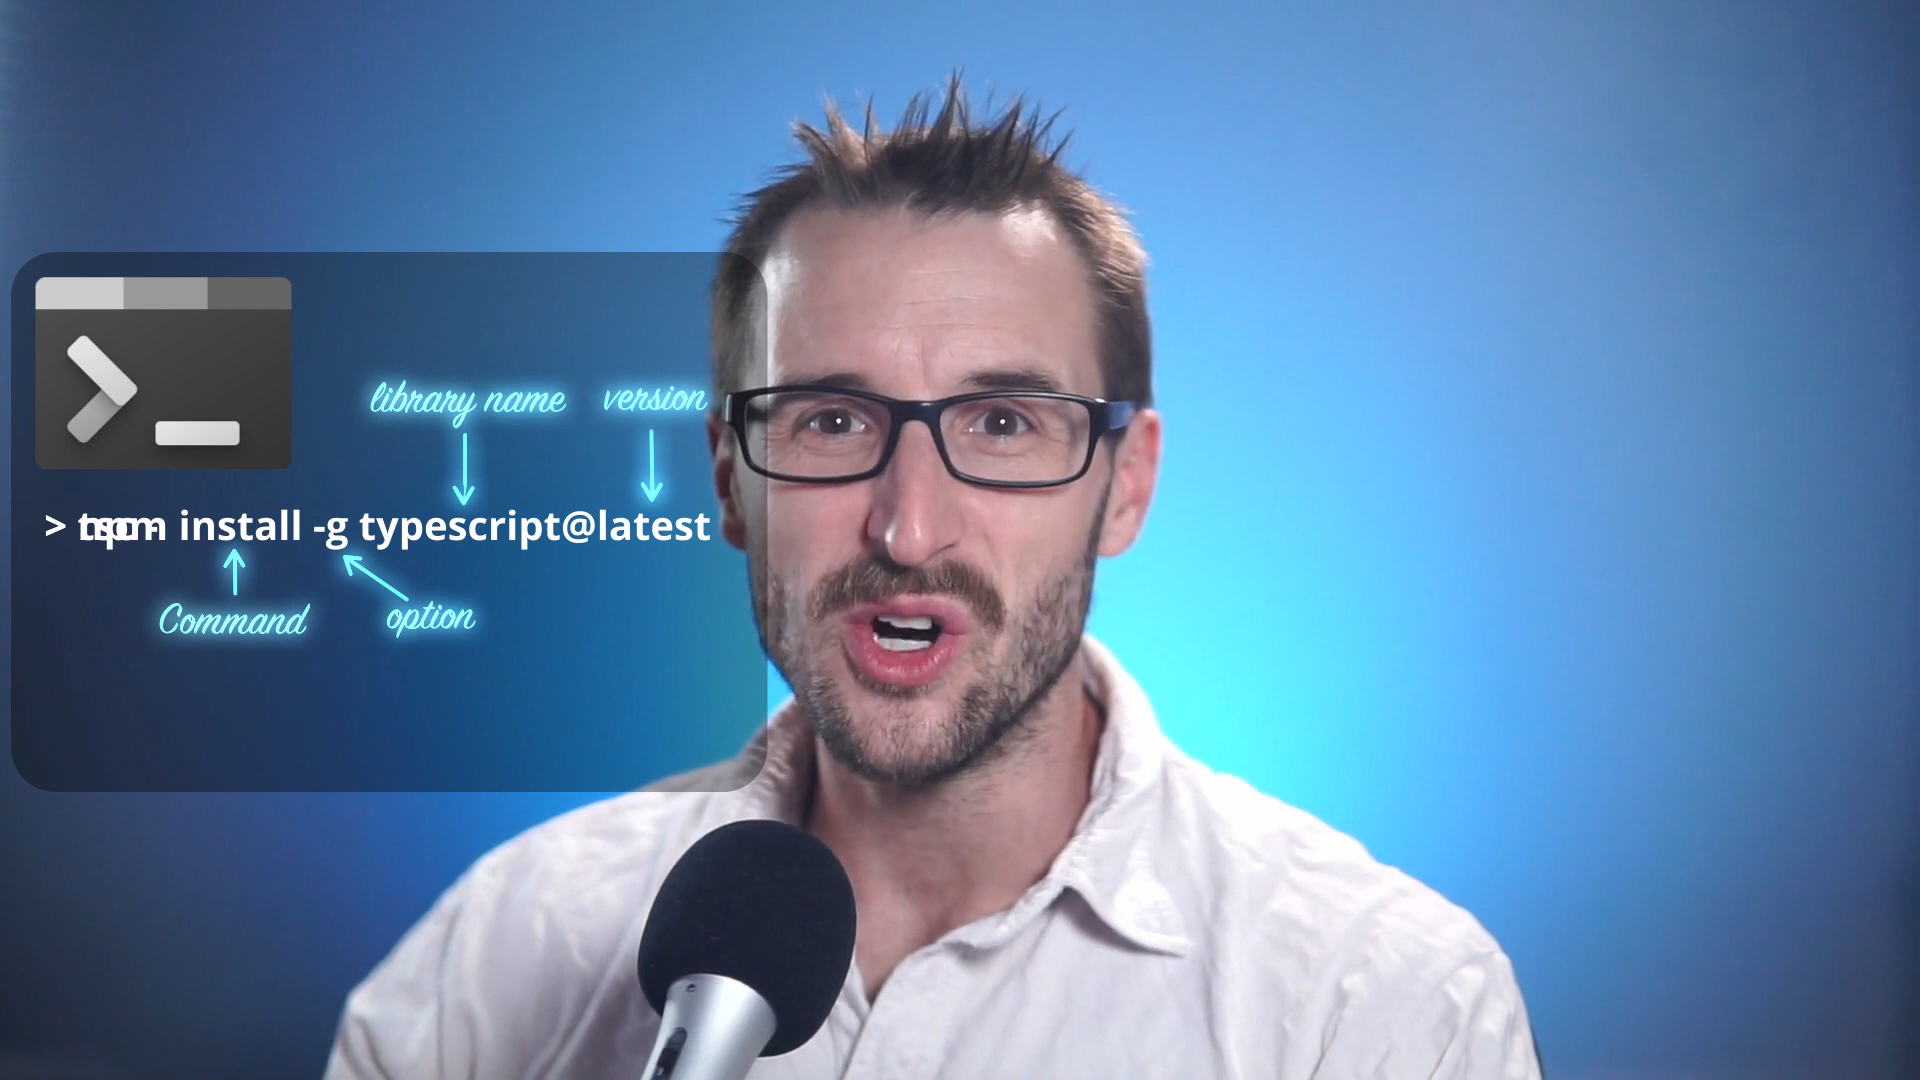 library name version
> install -g typescript@latest
Command option